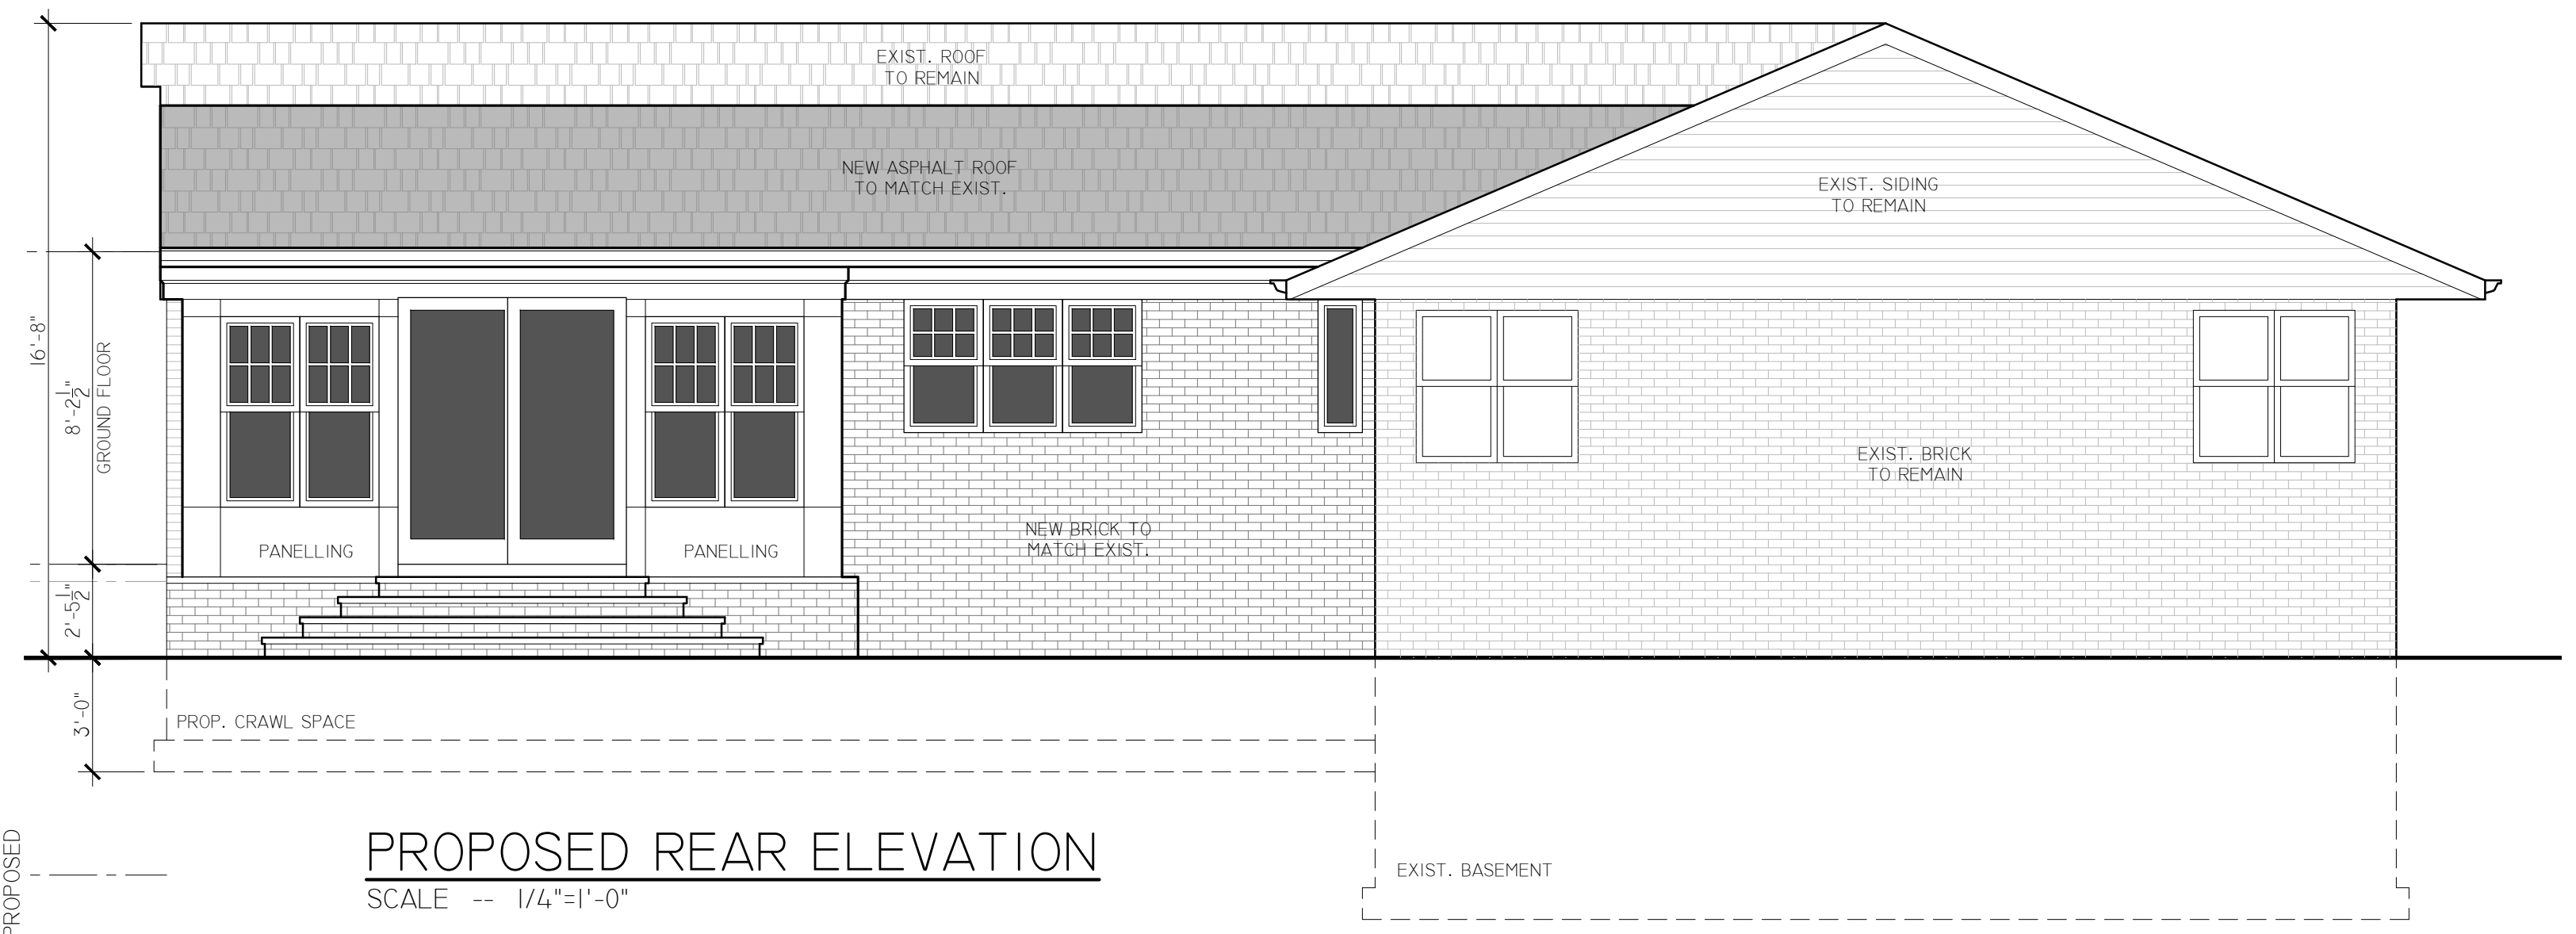 EXIST. ROOF
TO REMAIN
NEW ASPHALT ROOF
TO MATCH EXIST.
EXIST. SIDING
TO REMAIN
16'-8"
8'-2 1/2"
GROUND FLOOR
EXIST. BRICK
TO REMAIN
NEW BRICK TO
MATCH EXIST.
PANELLING
PANELLING
2'-5 1/2"
3'-0"
PROP. CRAWL SPACE
PROPOSED
PROPOSED REAR ELEVATION
SCALE -- 1/4"=1'-0"
EXIST. BASEMENT